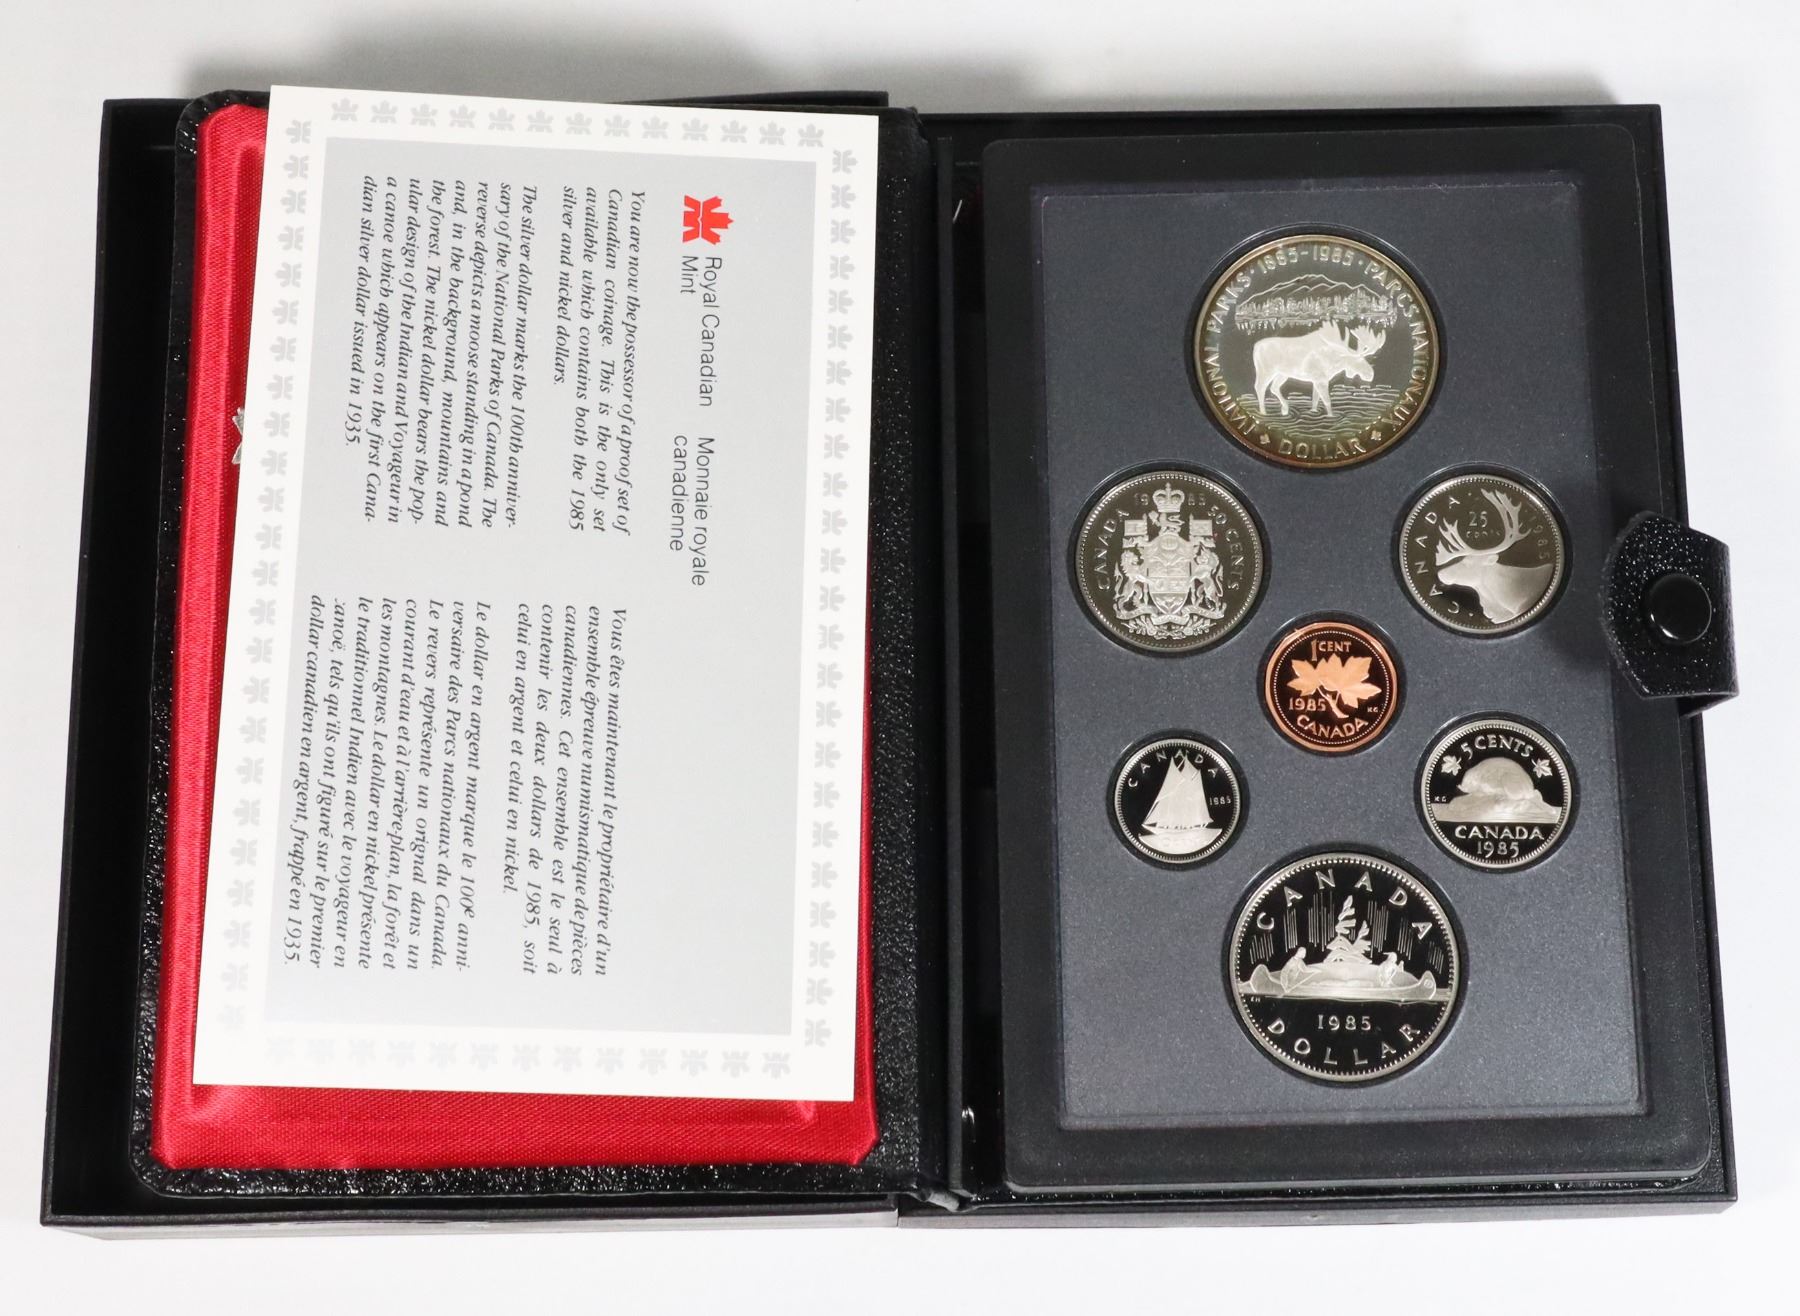 Royal Canadian
Mint
Monnaie royale
canadienne
You are now the possessor of a proof set of
Canadian coinage. This is the only set
available which contains both the 1985
silver and nickel dollars.
The silver dollar marks the 100th anniver-
sary of the National Parks of Canada. The
reverse depicts a moose standing in a pond
and, in the background, mountains and
the forest. The nickel dollar bears the pop-
ular design of the Indian and Voyageur in
a canoe which appears on the first Cana-
dian silver dollar issued in 1935.
Vous êtes maintenant le propriétaire d'un
ensemble épreuve numismatique de pièces
canadiennes. Cet ensemble est le seul à
contenir les deux dollars de 1985, soit
celui en argent et celui en nickel.
Le dollar en argent marque le 100e anni-
versaire des Parcs nationaux du Canada.
Le revers représente un orignal dans un
courant d'eau et à l'arrière-plan, la forêt et
les montagnes. Le dollar en nickel présente
le traditionnel Indien avec le voyageur en
canoë, tels qu'ils ont figuré sur le premier
dollar canadien en argent, frappé en 1935.
NATIONAL PARKS · 1885-1985 · PARCS NATIONAUX
DOLLAR
1985
CANADA 50 CENTS
CANADA
25
CENTS
1985
1 CENT
1985
KG
CANADA
CANADA
1985
5 CENTS
KG
CANADA
1985
CANADA
EH
1985
DOLLAR